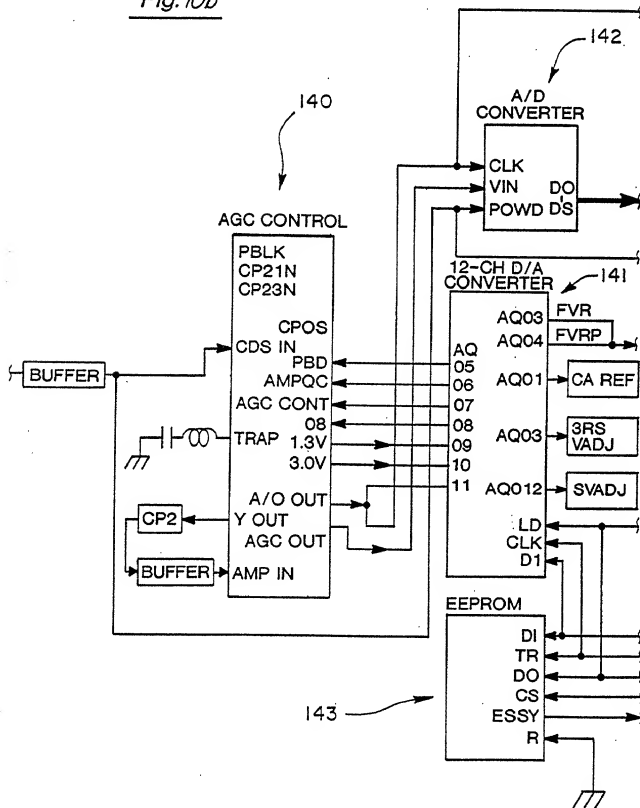 Fig. 10b
142
A/D
CONVERTER
140
CLK
VIN
POWD
DO
DS
AGC CONTROL
PBLK
CP21N
CP23N
CPOS
CDS IN
PBD
AMPQC
AGC CONT
08
1.3V
3.0V
TRAP
A/O OUT
Y OUT
AGC OUT
AMP IN
BUFFER
CP2
BUFFER
12-CH D/A
CONVERTER
141
AQ
05
06
07
08
09
10
11
AQ03
FVR
AQ04
FVRP
AQ01
CA REF
AQ03
3RS
VADJ
AQ012
SVADJ
LD
CLK
D1
EEPROM
DI
TR
DO
CS
ESSY
R
143